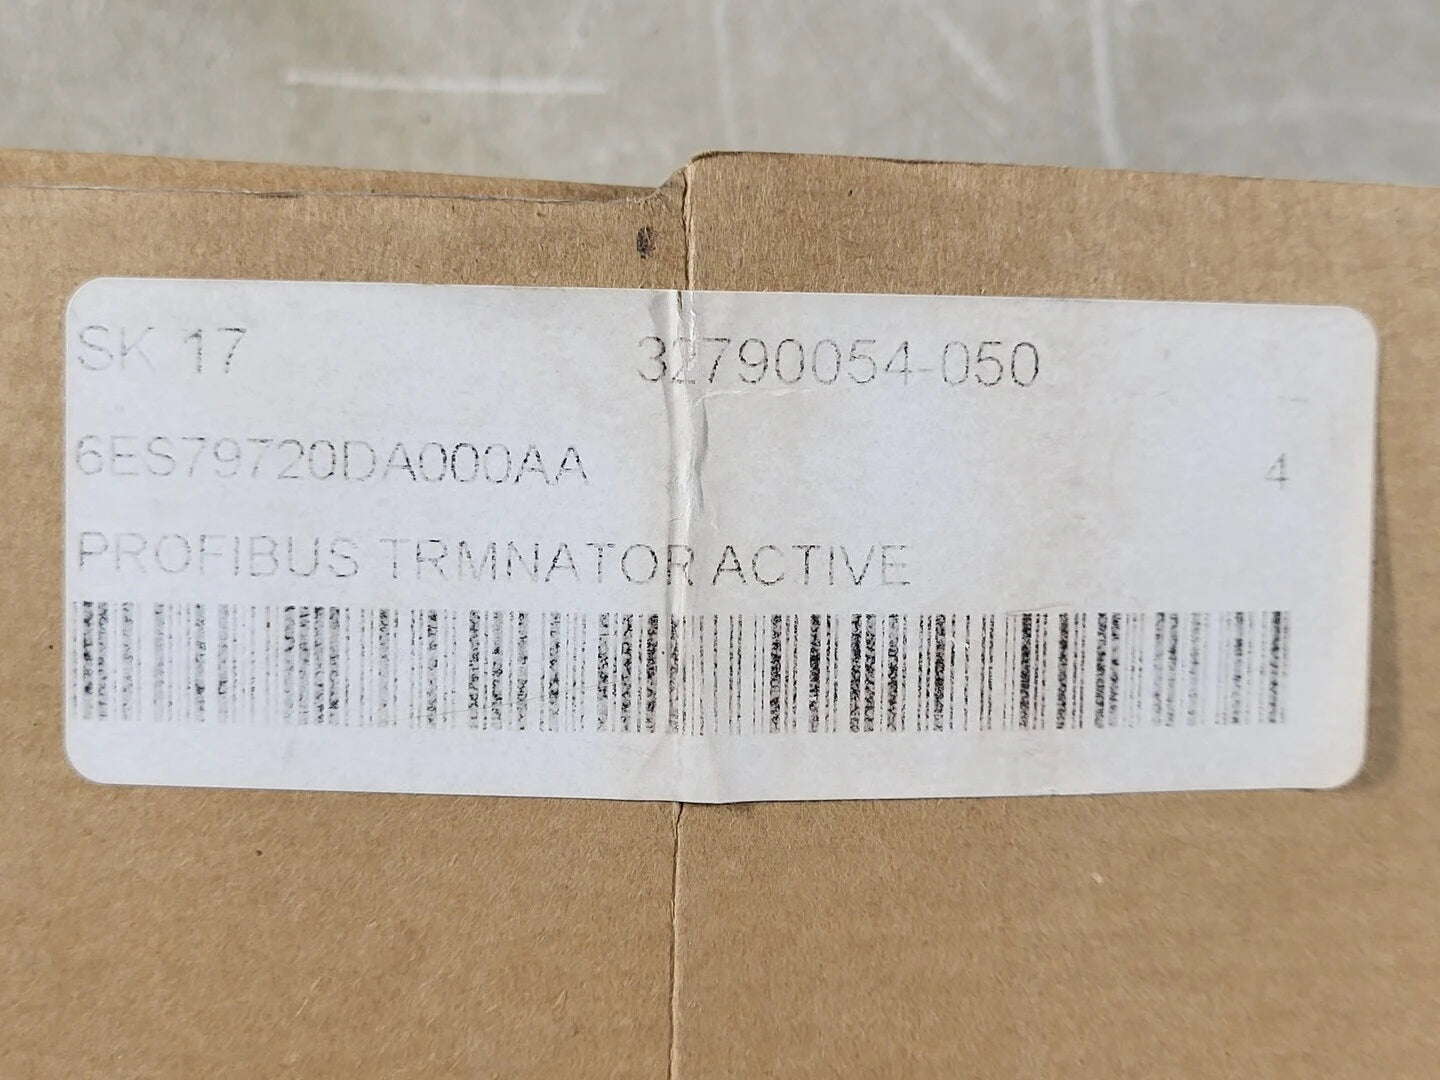 SK 17 32790054-050
6ES79720DA000AA 4
PROFIBUS TRMNATOR ACTIVE